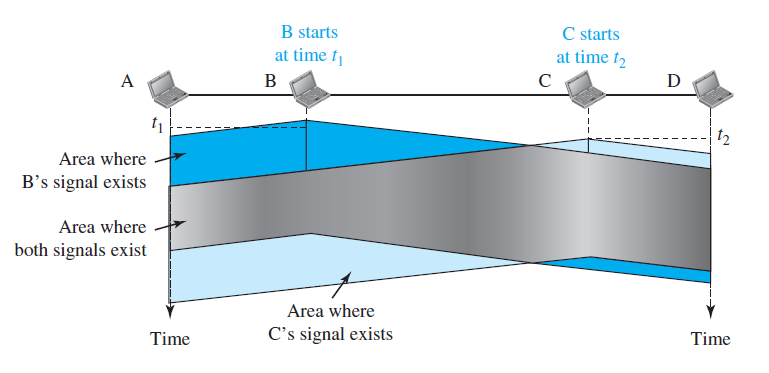 B starts
at time t1
C starts
at time t2
A
B
C
D
t1
t2
Area where
B's signal exists
Area where
both signals exist
Area where
C's signal exists
Time
Time